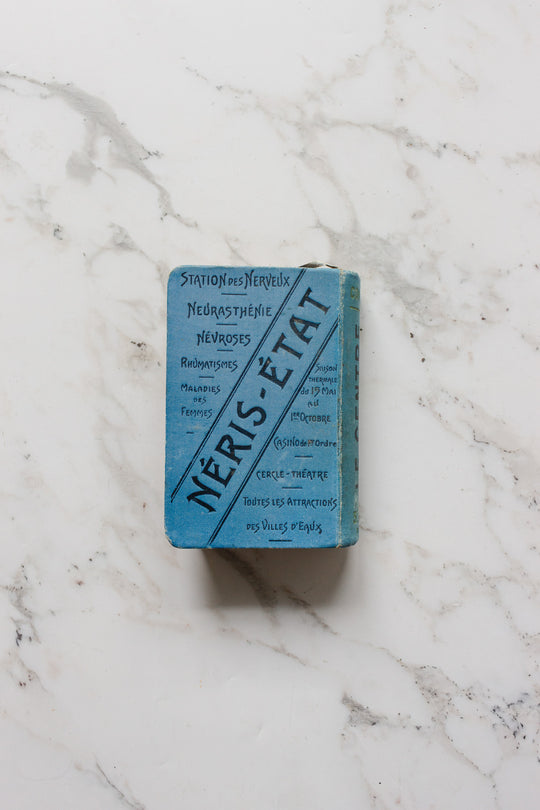 STATION DES NERVEUX
NEURASTHÉNIE
NÉVROSES
RHUMATISMES
MALADIES
DES
FEMMES
NÉRIS-ÉTAT
SAISON
THERMALE
du 15 MAI
AU
1er OCTOBRE
CASINO de 1er ORDRE
CERCLE-THÉATRE
TOUTES LES ATTRACTIONS
DES VILLES D'EAUX